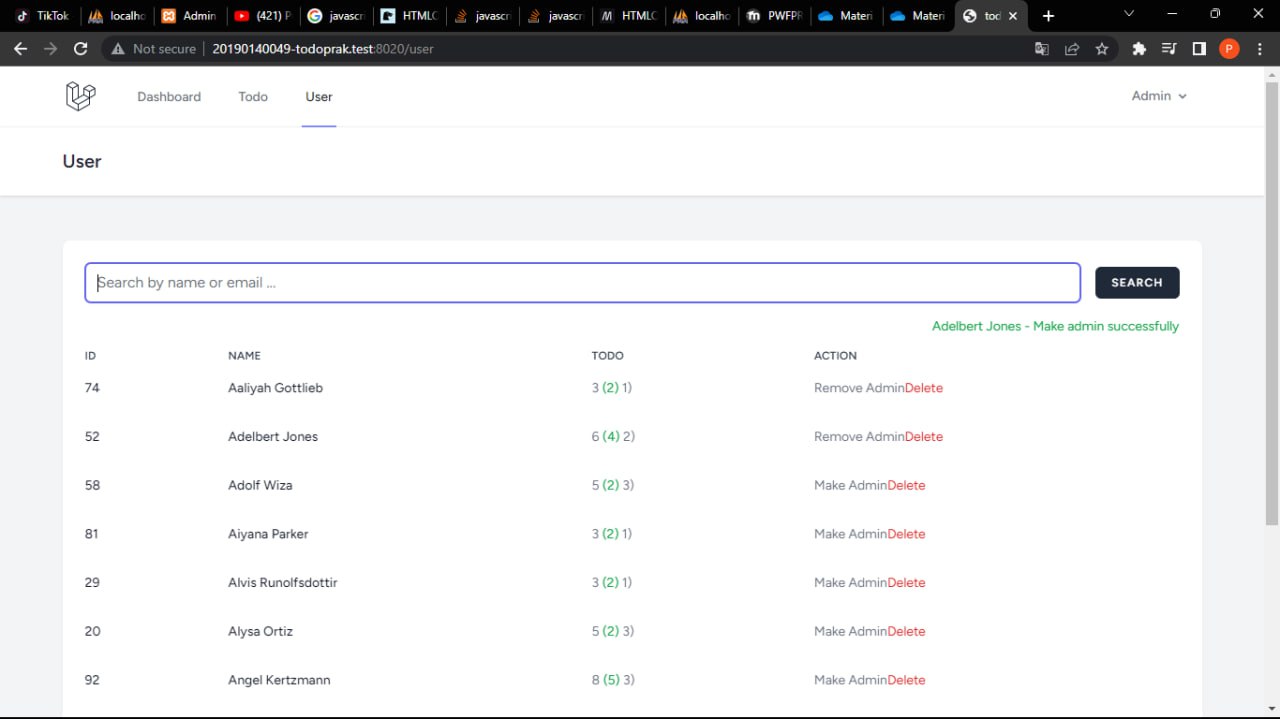 TikTok localho Admin (421) P javascri HTMLC javascri javascri HTMLC localho PWFPR Materi Materi tod
Not secure 20190140049-todoprak.test:8020/user P
Dashboard Todo User Admin
User
Search by name or email ... SEARCH
Adelbert Jones - Make admin successfully
ID NAME TODO ACTION
74 Aaliyah Gottlieb 3 (2) 1) Remove AdminDelete
52 Adelbert Jones 6 (4) 2) Remove AdminDelete
58 Adolf Wiza 5 (2) 3) Make AdminDelete
81 Aiyana Parker 3 (2) 1) Make AdminDelete
29 Alvis Runolfsdottir 3 (2) 1) Make AdminDelete
20 Alysa Ortiz 5 (2) 3) Make AdminDelete
92 Angel Kertzmann 8 (5) 3) Make AdminDelete